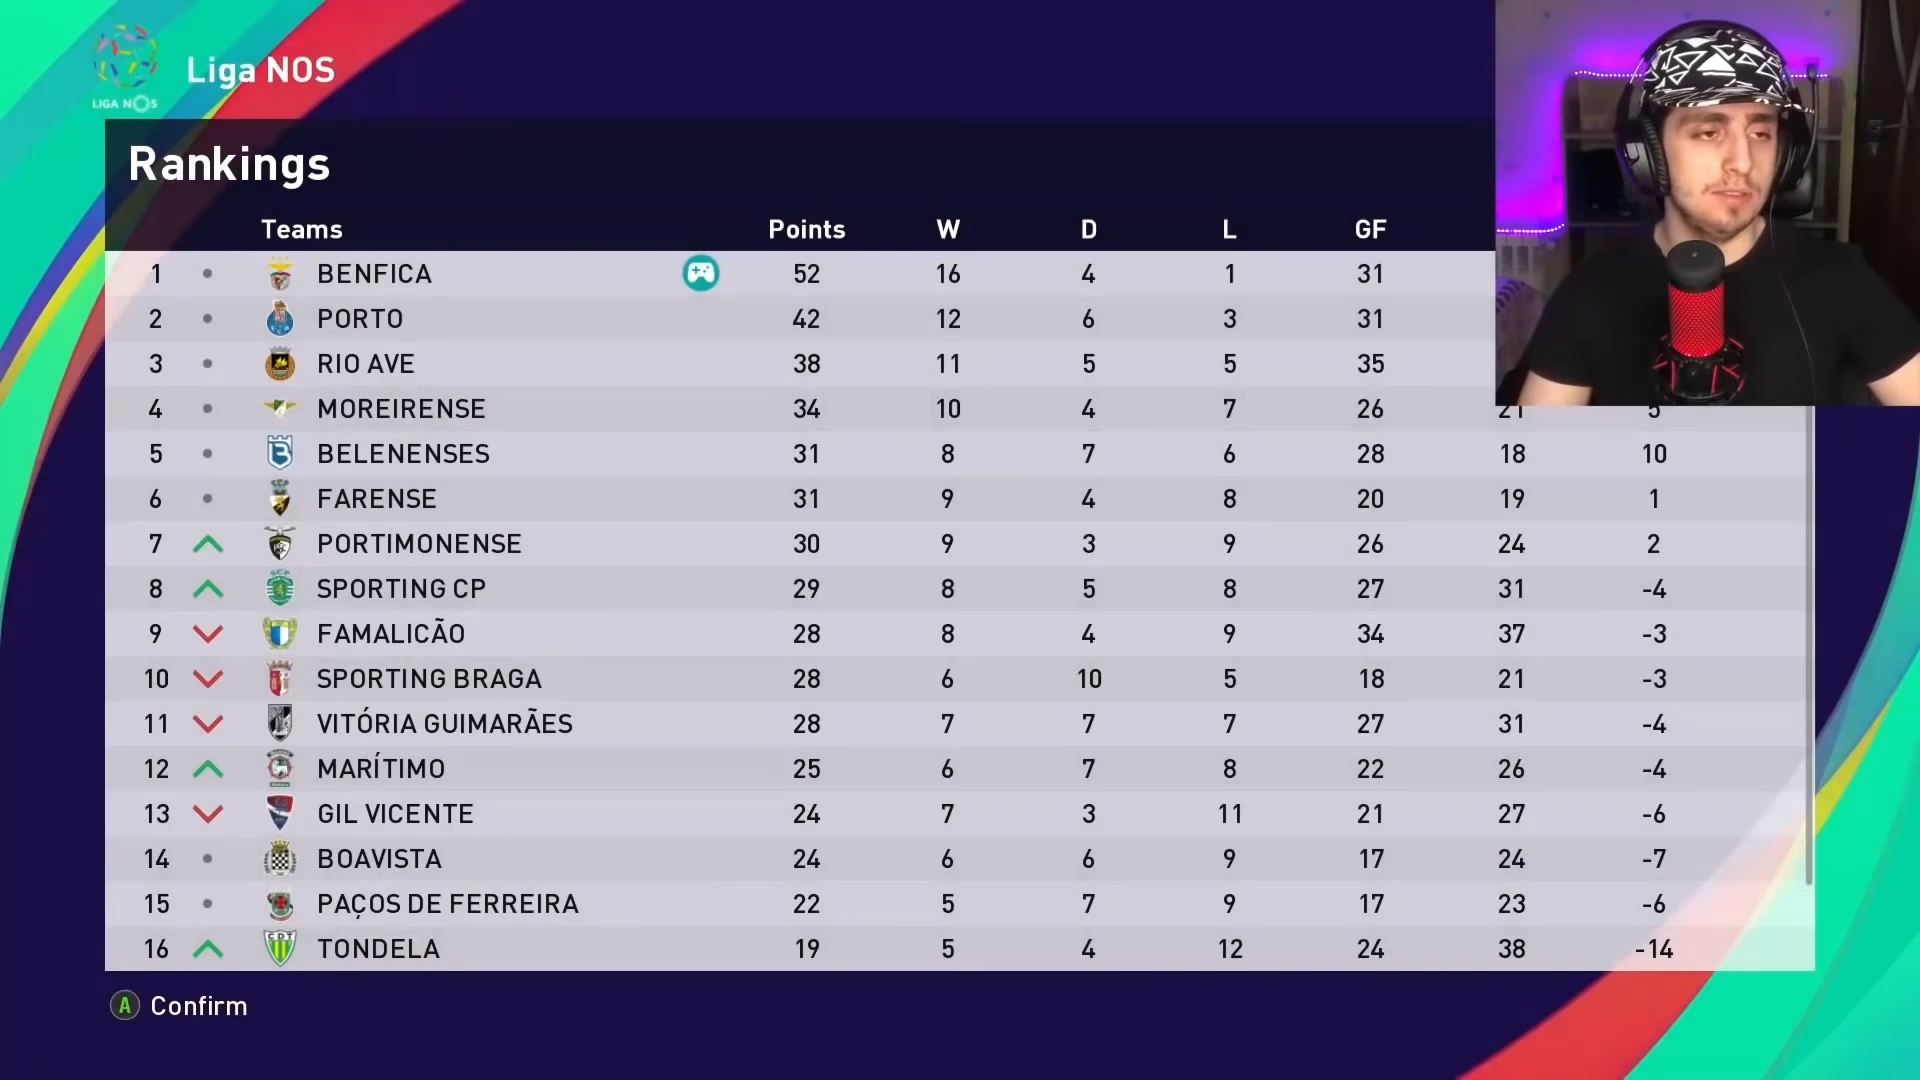 LIGA NOS
Liga NOS
Rankings
Teams Points W D L GF
1 BENFICA 52 16 4 1 31
2 PORTO 42 12 6 3 31
3 RIO AVE 38 11 5 5 35
4 MOREIRENSE 34 10 4 7 26 21 5
5 BELENENSES 31 8 7 6 28 18 10
6 FARENSE 31 9 4 8 20 19 1
7 PORTIMONENSE 30 9 3 9 26 24 2
8 SPORTING CP 29 8 5 8 27 31 -4
9 FAMALICÃO 28 8 4 9 34 37 -3
10 SPORTING BRAGA 28 6 10 5 18 21 -3
11 VITÓRIA GUIMARÃES 28 7 7 7 27 31 -4
12 MARÍTIMO 25 6 7 8 22 26 -4
13 GIL VICENTE 24 7 3 11 21 27 -6
14 BOAVISTA 24 6 6 9 17 24 -7
15 PAÇOS DE FERREIRA 22 5 7 9 17 23 -6
16 TONDELA 19 5 4 12 24 38 -14
A Confirm